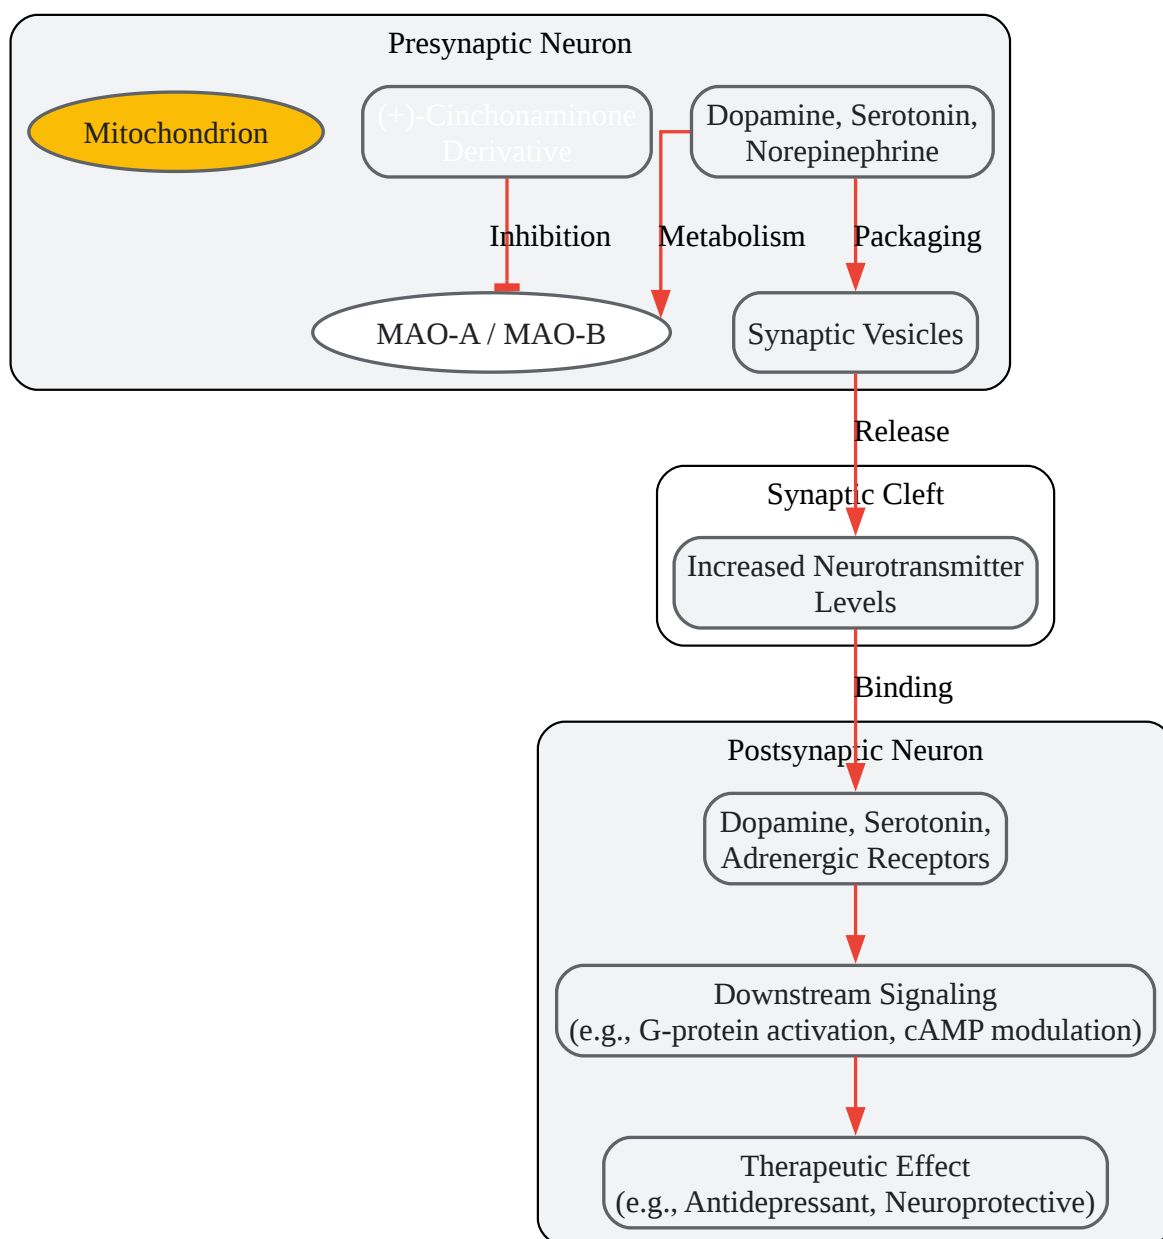 Presynaptic Neuron
Mitochondrion
(+)-Cinchonaminone
Derivative
Dopamine, Serotonin,
Norepinephrine
Inhibition
Metabolism
Packaging
MAO-A / MAO-B
Synaptic Vesicles
Release
Synaptic Cleft
Increased Neurotransmitter
Levels
Binding
Postsynaptic Neuron
Dopamine, Serotonin,
Adrenergic Receptors
Downstream Signaling
(e.g., G-protein activation, cAMP modulation)
Therapeutic Effect
(e.g., Antidepressant, Neuroprotective)